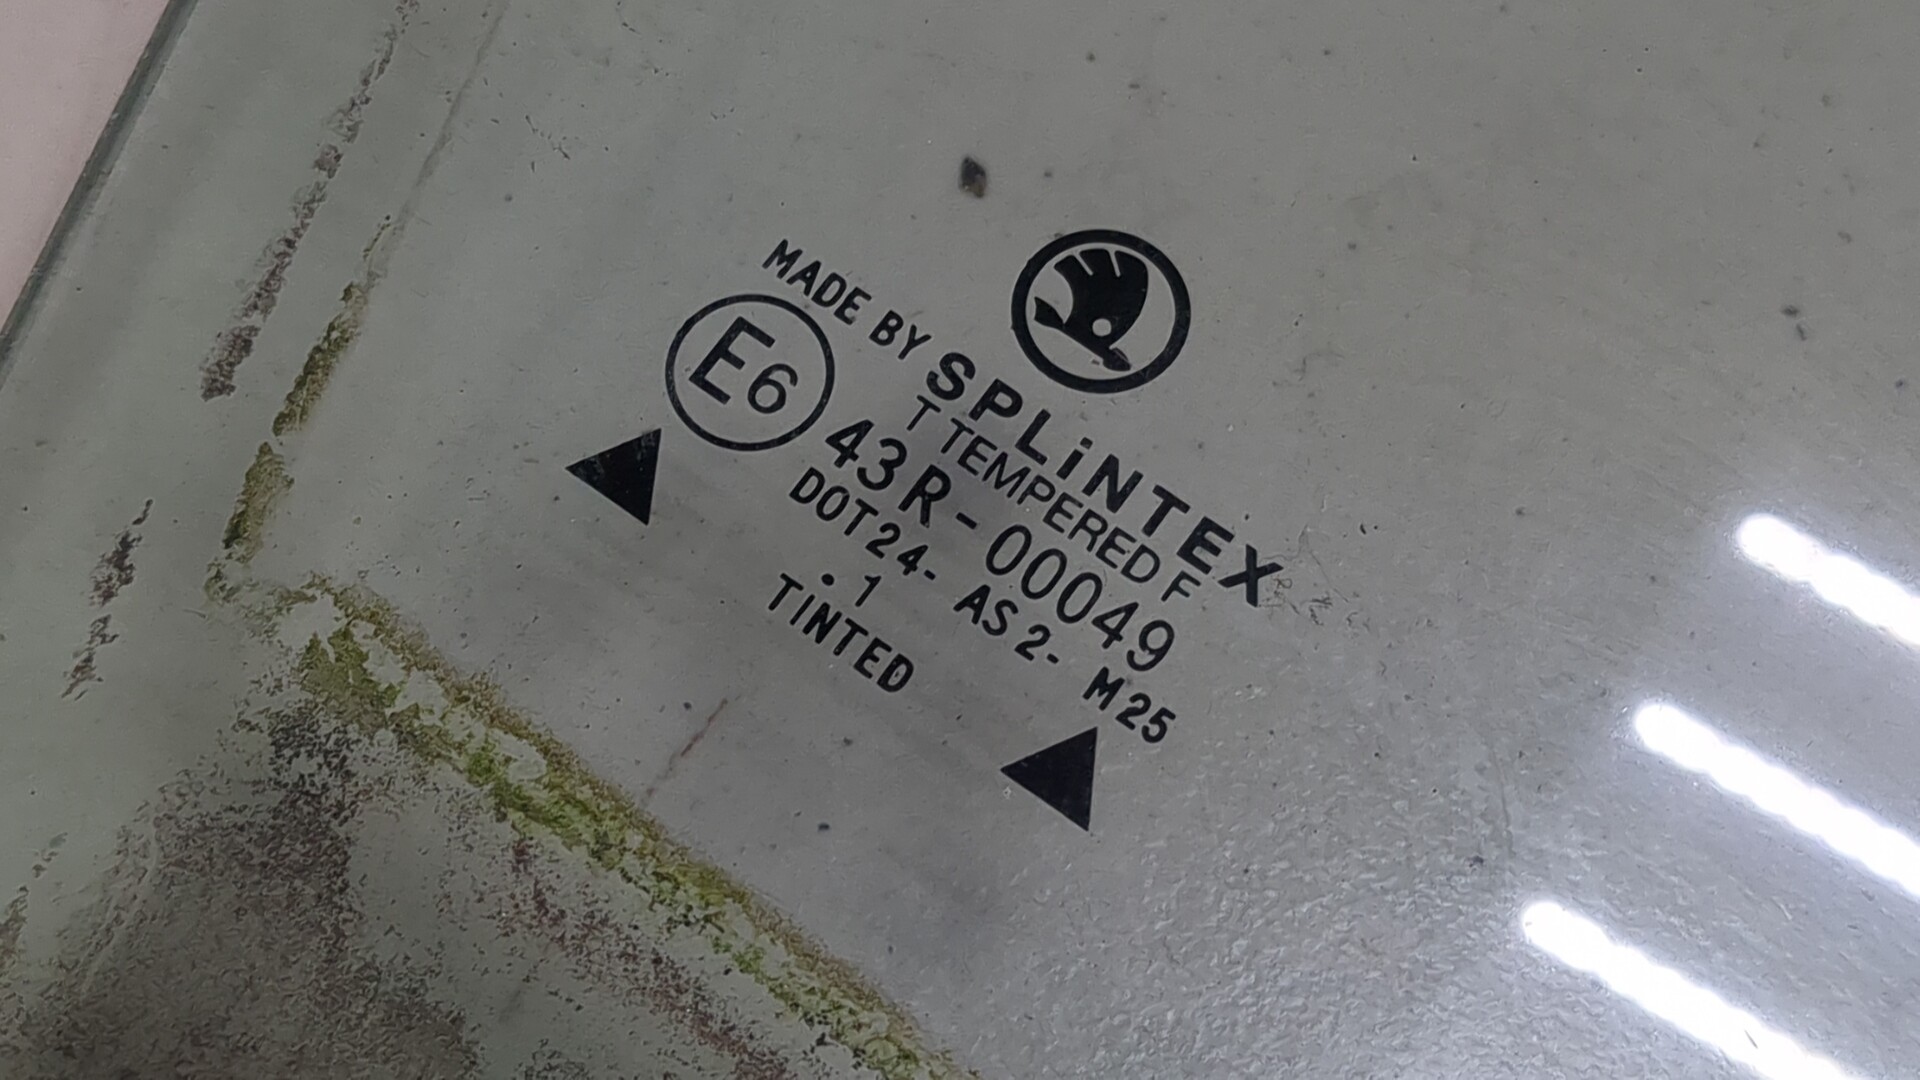 MADE BY SPLiNTEX
T TEMPERED F
E6 43R-00049
DOT24- AS2- M25
. 1
TINTED